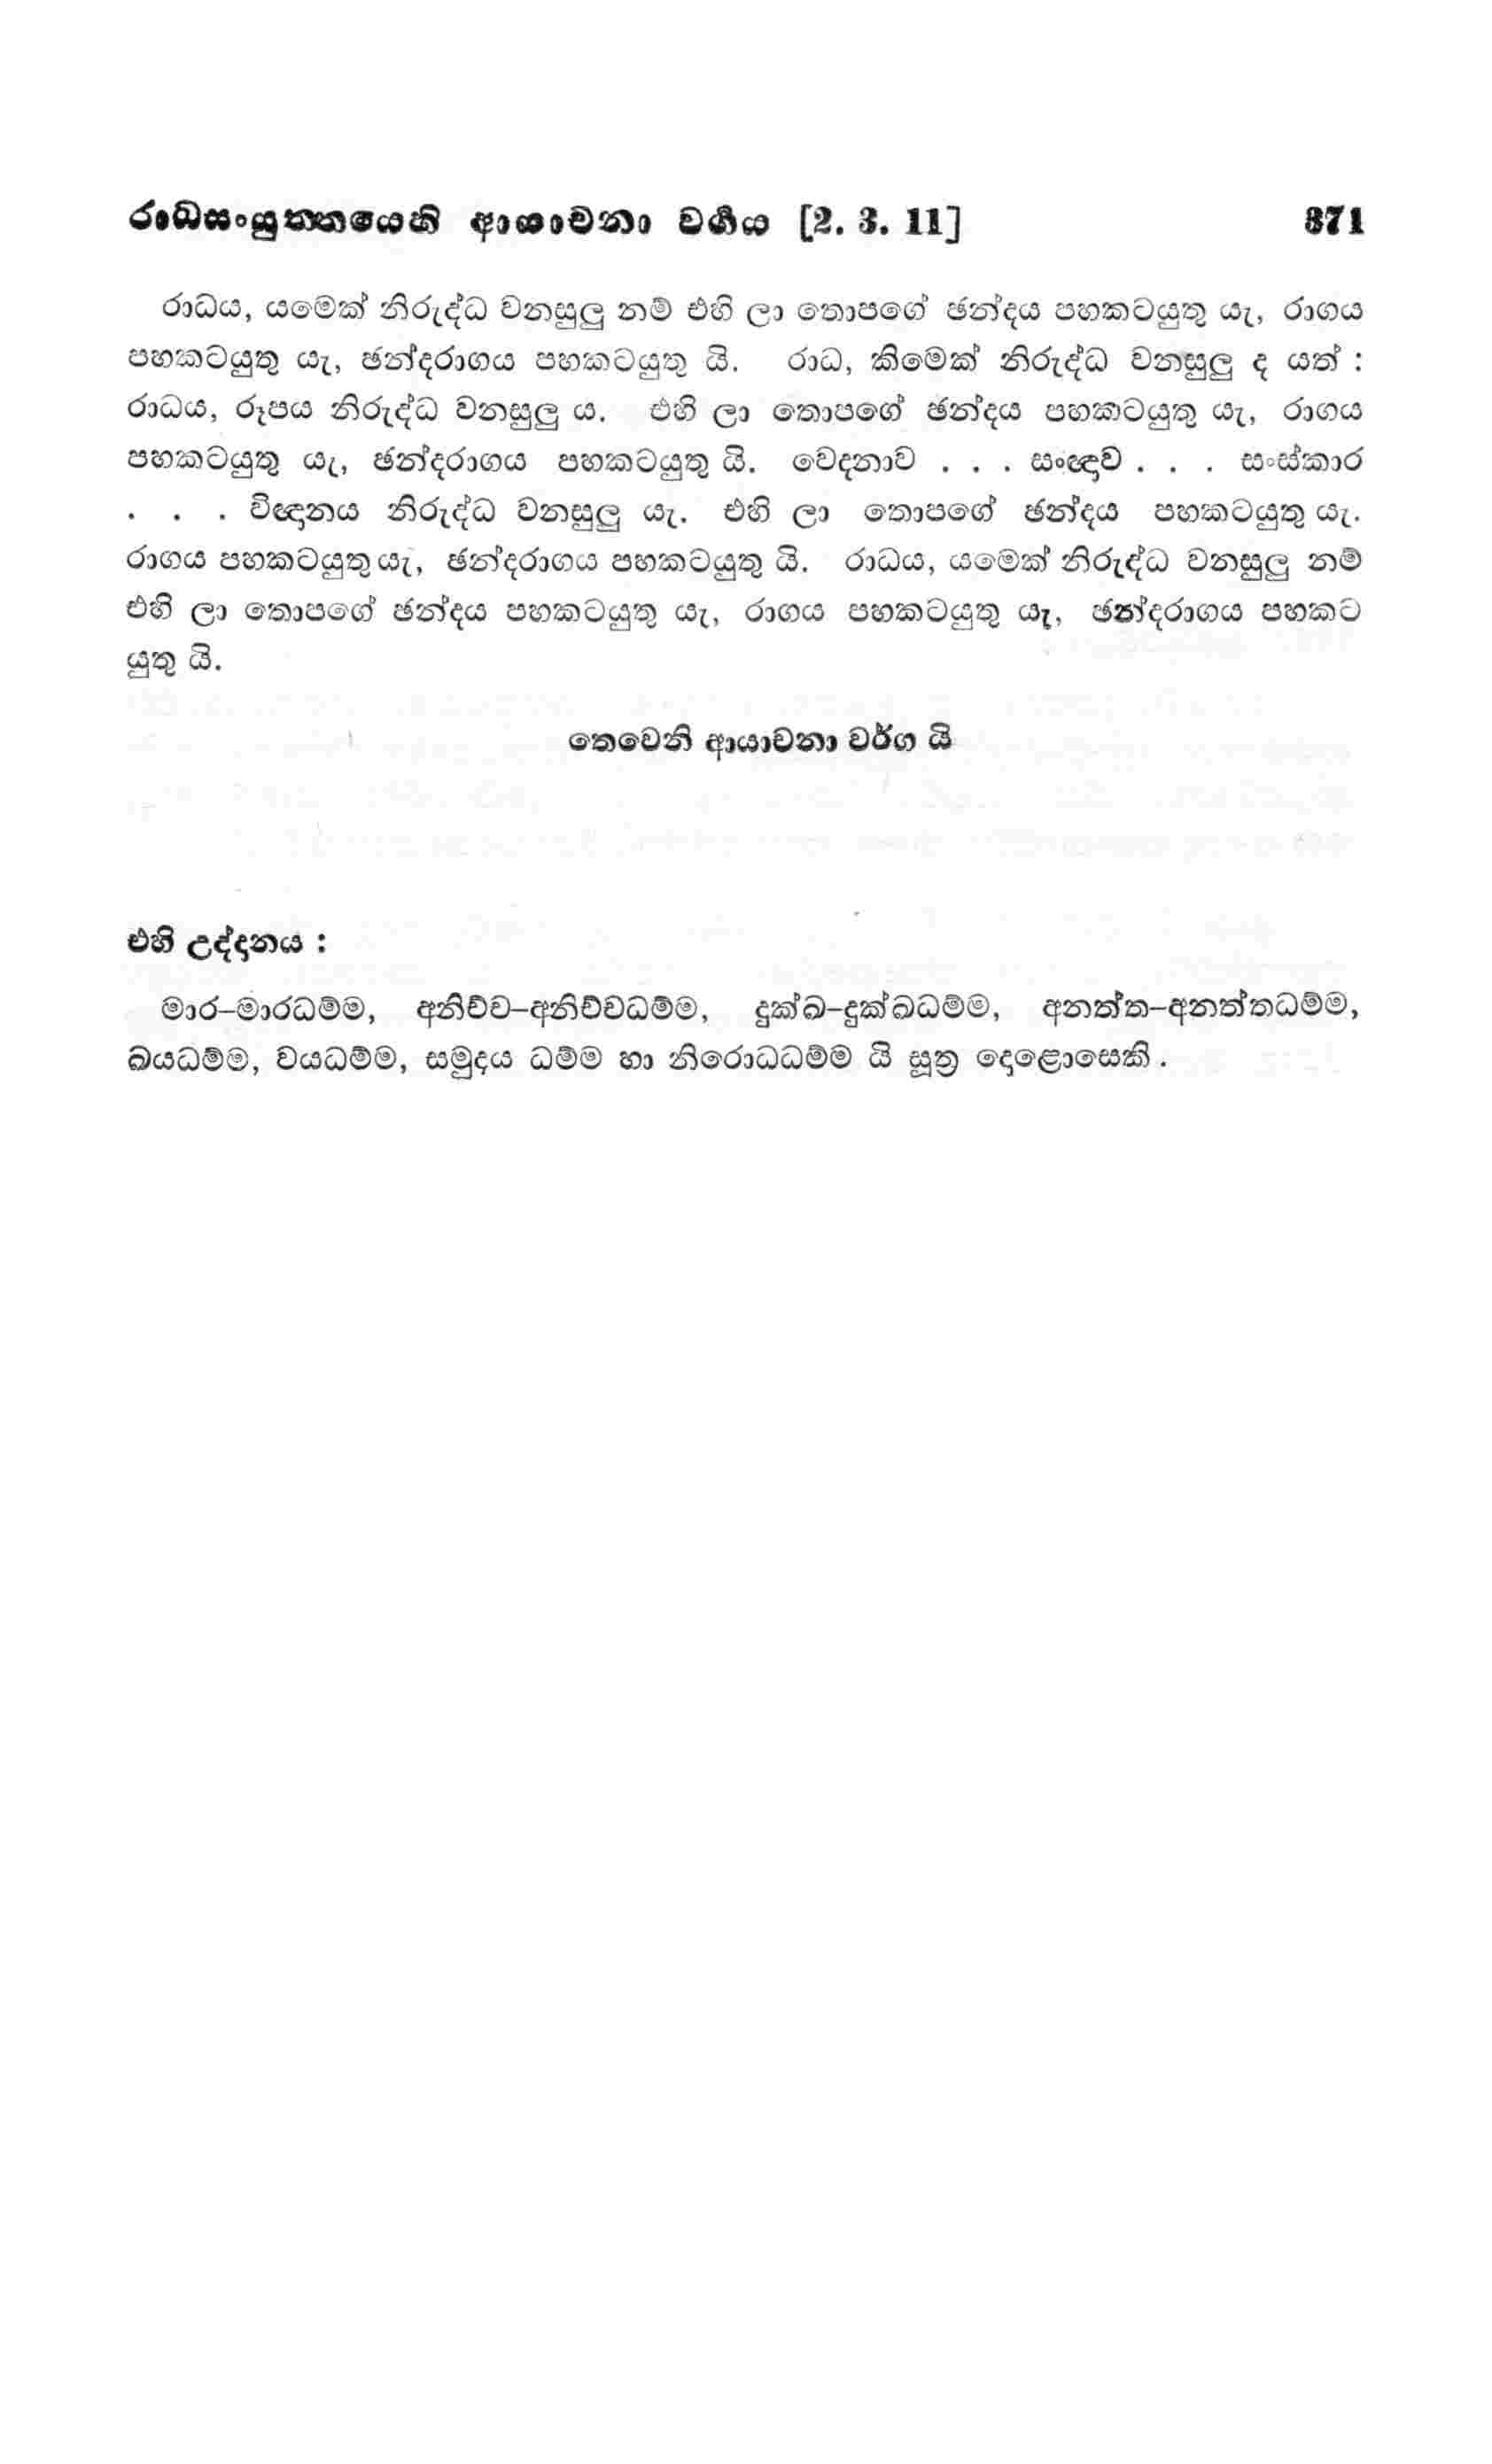 රාධසංයුත්තයෙහි ආයාචනා වර්ගය [2. 3. 11] 371
රාධය, යමෙක් නිරුද්ධ වනසුලු නම් එහි ලා තොපගේ ඡන්දය පහකටයුතු යැ, රාගය
පහකටයුතු යැ, ඡන්දරාගය පහකටයුතු යි. රාධ, කිමෙක් නිරුද්ධ වනසුලු ද යත් :
රාධය, රූපය නිරුද්ධ වනසුලු ය. එහි ලා තොපගේ ඡන්දය පහකටයුතු යැ, රාගය
පහකටයුතු යැ, ඡන්දරාගය පහකටයුතු යි. වෙදනාව . . . සංඥාව . . . සංස්කාර
. . . විඥානය නිරුද්ධ වනසුලු යැ. එහි ලා තොපගේ ඡන්දය පහකටයුතු යැ.
රාගය පහකටයුතු යැ, ඡන්දරාගය පහකටයුතු යි. රාධය, යමෙක් නිරුද්ධ වනසුලු නම්
එහි ලා තොපගේ ඡන්දය පහකටයුතු යැ, රාගය පහකටයුතු යැ, ඡන්දරාගය පහකට
යුතු යි.
තෙවෙනි ආයාචනා වර්ග යි
එහි උද්දානය :
මාර–මාරධම්ම, අනිච්ච–අනිච්චධම්ම, දුක්ඛ–දුක්ඛධම්ම, අනත්ත–අනත්තධම්ම,
ඛයධම්ම, වයධම්ම, සමුදය ධම්ම හා නිරොධධම්ම යි සූත්‍ර දොළොසෙකි.